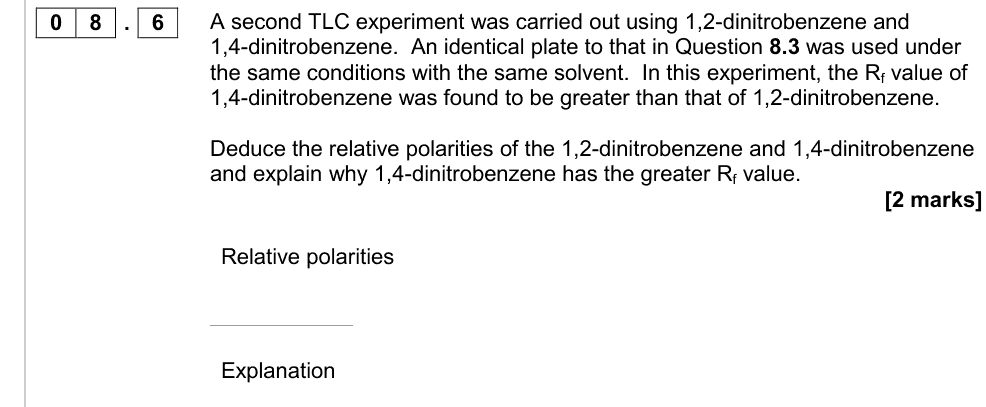 0 8 . 6 A second TLC experiment was carried out using 1,2-dinitrobenzene and
1,4-dinitrobenzene. An identical plate to that in Question 8.3 was used under
the same conditions with the same solvent. In this experiment, the Rf value of
1,4-dinitrobenzene was found to be greater than that of 1,2-dinitrobenzene.
Deduce the relative polarities of the 1,2-dinitrobenzene and 1,4-dinitrobenzene
and explain why 1,4-dinitrobenzene has the greater Rf value.
[2 marks]
Relative polarities
Explanation